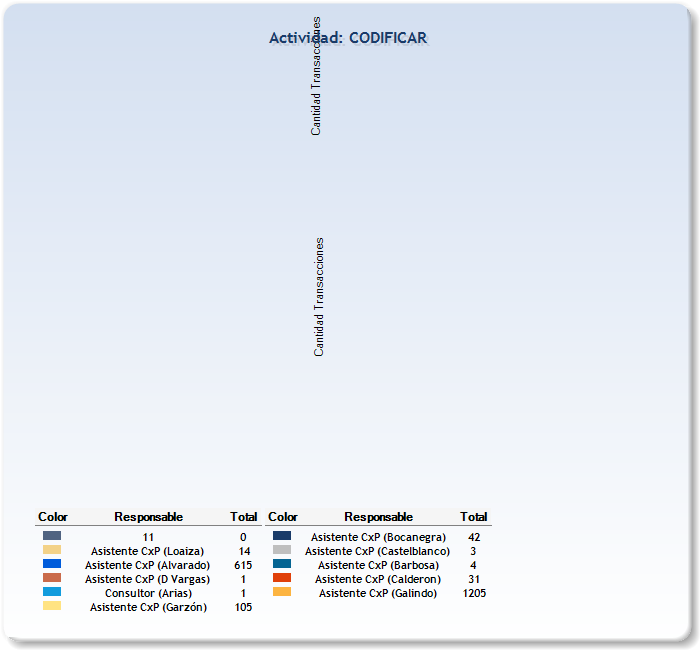 Actividad: CODIFICAR
Cantidad Transacciones
Cantidad Transacciones
Color Responsable Total Color Responsable Total
11 0 Asistente CxP (Bocanegra) 42
Asistente CxP (Loaiza) 14 Asistente CxP (Castelblanco) 3
Asistente CxP (Alvarado) 615 Asistente CxP (Barbosa) 4
Asistente CxP (D Vargas) 1 Asistente CxP (Calderon) 31
Consultor (Arias) 1 Asistente CxP (Galindo) 1205
Asistente CxP (Garzón) 105